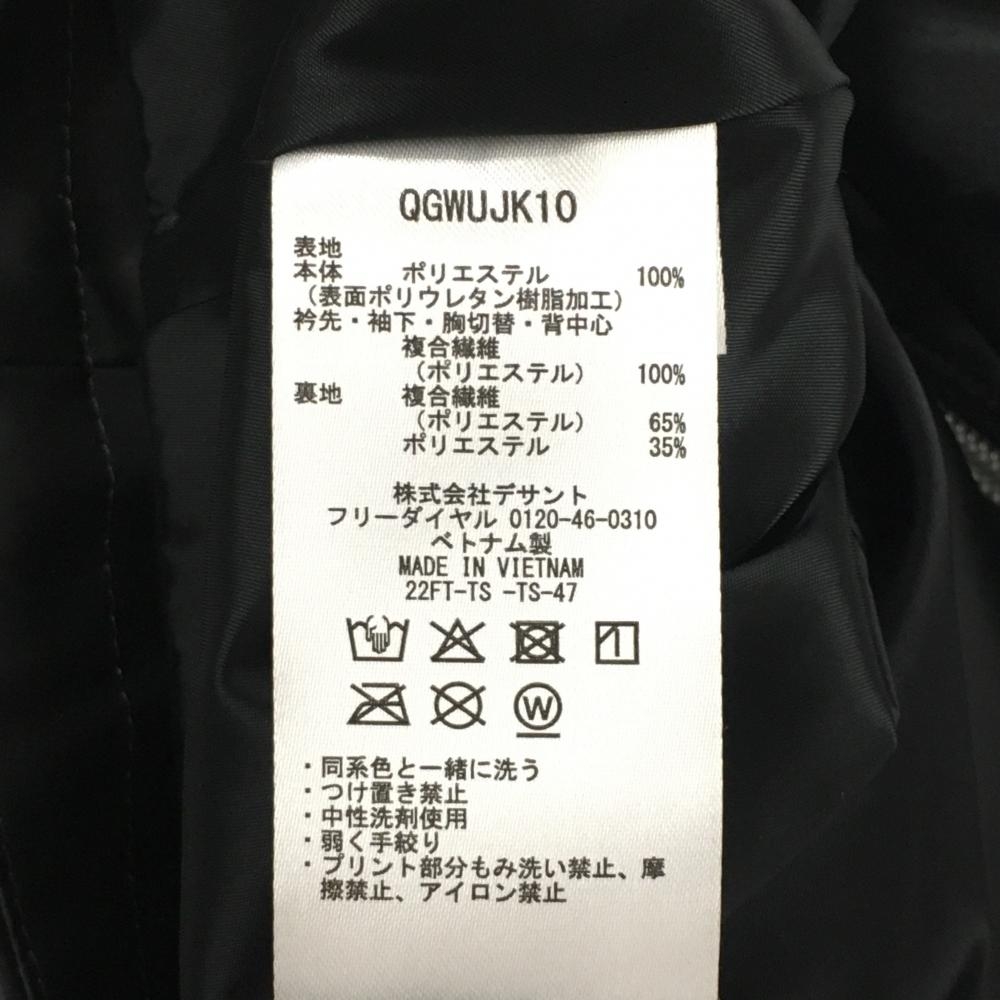 QGWUJK10
表地
本体 ポリエステル 100%
（表面ポリウレタン樹脂加工）
衿先・袖下・胸切替・背中心
複合繊維
（ポリエステル） 100%
裏地 複合繊維
（ポリエステル） 65%
ポリエステル 35%
株式会社デサント
フリーダイヤル 0120-46-0310
ベトナム製
MADE IN VIETNAM
22FT-TS -TS-47
W
・同系色と一緒に洗う
・つけ置き禁止
・中性洗剤使用
・弱く手絞り
・プリント部分もみ洗い禁止、摩
擦禁止、アイロン禁止